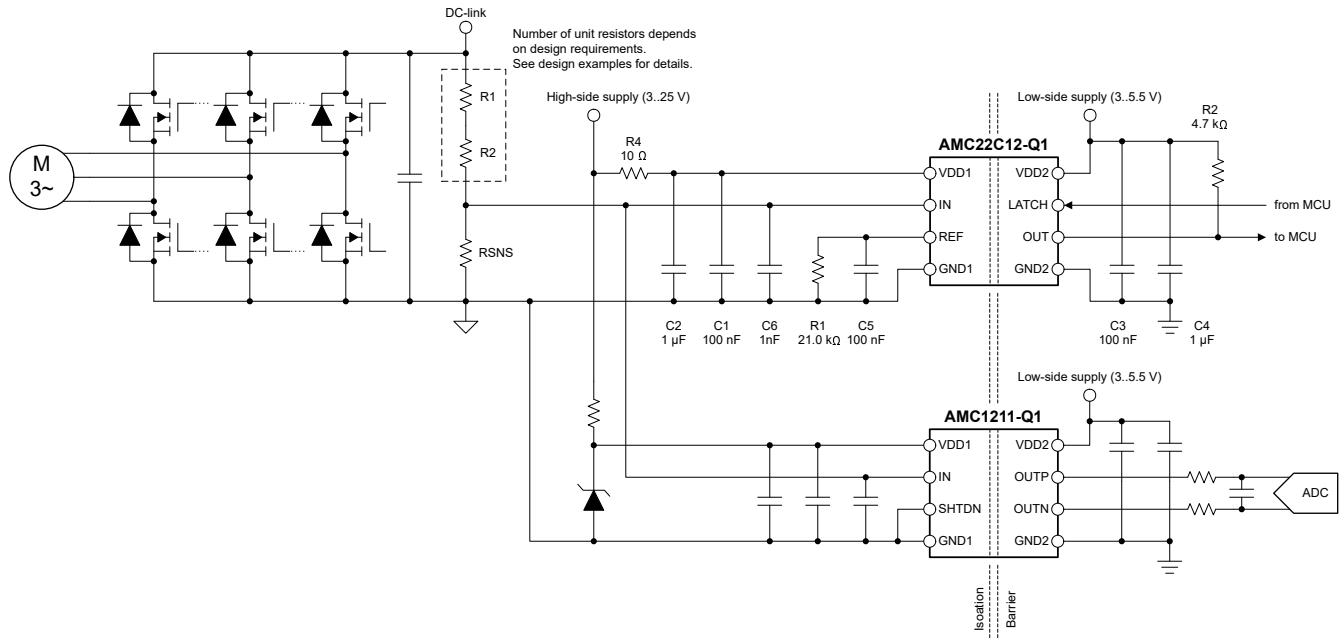 DC-link
Number of unit resistors depends
on design requirements.
See design examples for details.
R1
R2
RSNS
M
3~
High-side supply (3..25 V)
R4
10 Ω
Low-side supply (3..5.5 V)
R2
4.7 kΩ
AMC22C12-Q1
VDD1
VDD2
IN
LATCH
from MCU
REF
OUT
to MCU
GND1
GND2
C2
1 µF
C1
100 nF
C6
1nF
R1
21.0 kΩ
C5
100 nF
C3
100 nF
C4
1 µF
Low-side supply (3..5.5 V)
AMC1211-Q1
VDD1
VDD2
IN
OUTP
SHTDN
OUTN
GND1
GND2
ADC
Isoation
Barrier